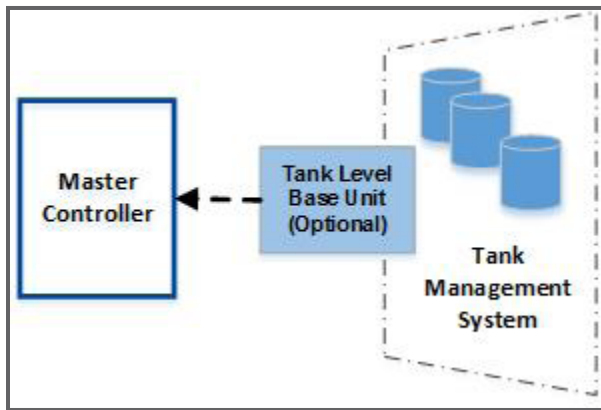 Master
Controller
Tank Level
Base Unit
(Optional)
Tank
Management
System